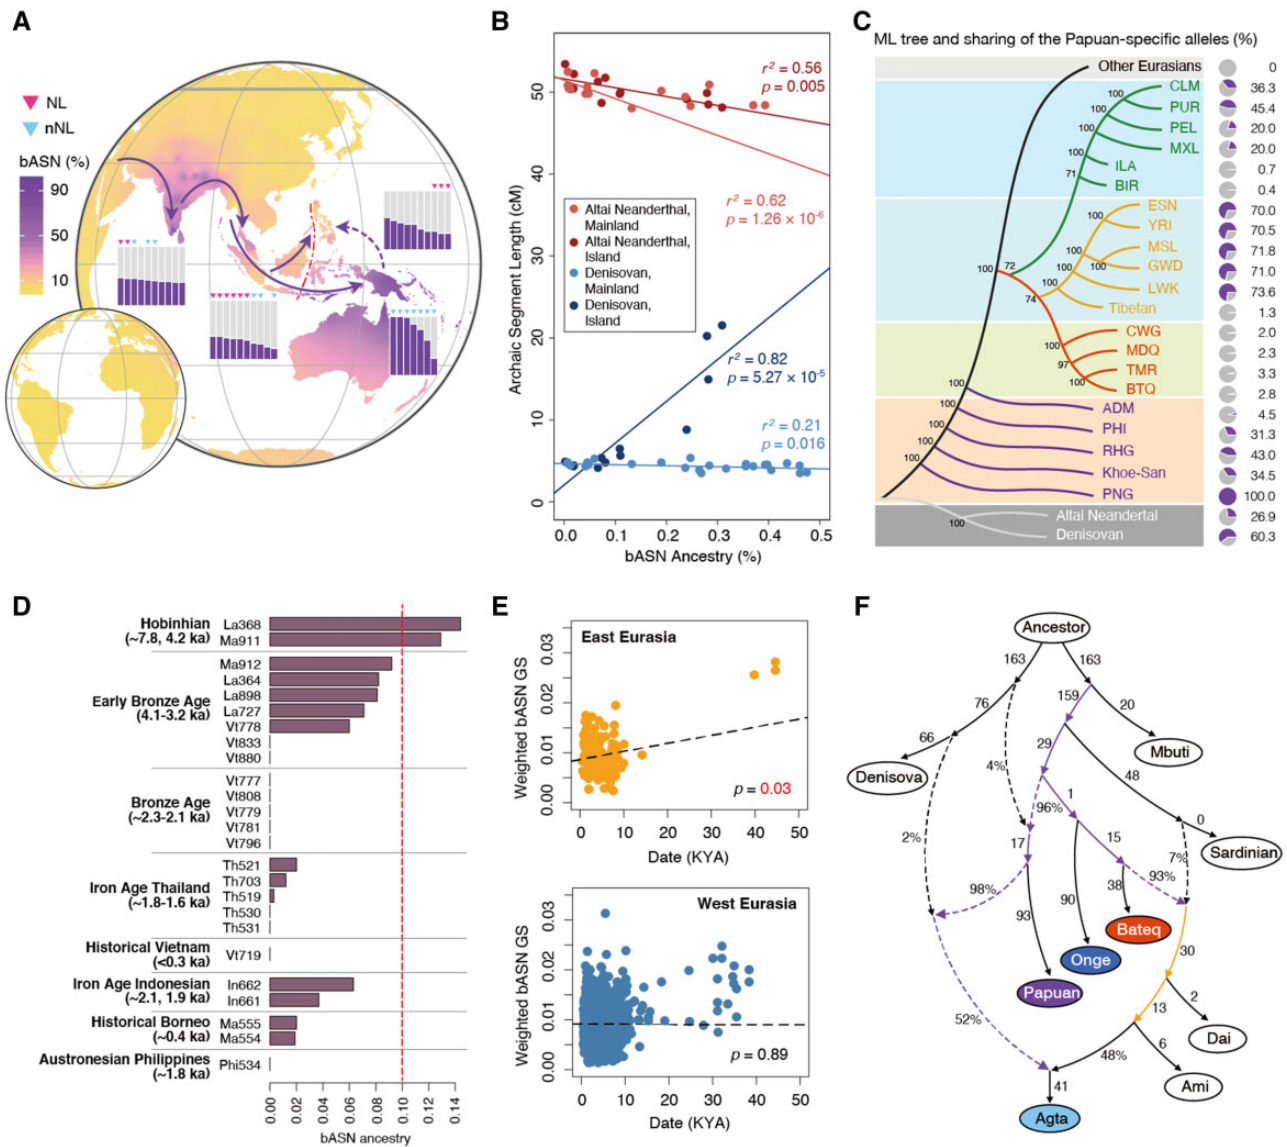 A
NL
nNL
bASN (%)
90
50
10
B
Archaic Segment Length (cM)
50
40
30
20
10
0
r² = 0.56
p = 0.005
r² = 0.62
p = 1.26 × 10⁻⁶
Altai Neanderthal,
Mainland
Altai Neanderthal,
Island
Denisovan,
Mainland
Denisovan,
Island
r² = 0.82
p = 5.27 × 10⁻⁵
r² = 0.21
p = 0.016
0.0 0.1 0.2 0.3 0.4 0.5
bASN Ancestry (%)
C
ML tree and sharing of the Papuan-specific alleles (%)
Other Eurasians 0
CLM 36.3
PUR 45.4
PEL 20.0
MXL 20.0
ILA 0.7
BIR 0.4
ESN 70.0
YRI 70.5
MSL 71.8
GWD 71.0
LWK 73.6
Tibetan 1.3
CWG 2.0
MDQ 2.3
TMR 3.3
BTQ 2.8
ADM 4.5
PHI 31.3
RHG 43.0
Khoe-San 34.5
PNG 100.0
Altai Neandertal 26.9
Denisovan 60.3
100
100
100
100
71
100
100
100
100
100
72
74
100
97
100
100
100
100
100
100
D
Hobinhian
(~7.8, 4.2 ka)
La368
Ma911
Early Bronze Age
(4.1-3.2 ka)
Ma912
La364
La898
La727
Vt778
Vt833
Vt880
Bronze Age
(~2.3-2.1 ka)
Vt777
Vt808
Vt779
Vt781
Vt796
Iron Age Thailand
(~1.8-1.6 ka)
Th521
Th703
Th519
Th530
Th531
Historical Vietnam
(<0.3 ka)
Vt719
Iron Age Indonesian
(~2.1, 1.9 ka)
In662
In661
Historical Borneo
(~0.4 ka)
Ma555
Ma554
Austronesian Philippines
(~1.8 ka)
Phi534
0.00 0.02 0.04 0.06 0.08 0.10 0.12 0.14
bASN ancestry
E
East Eurasia
Weighted bASN GS
0.03
0.02
0.01
0.00
p = 0.03
0 10 20 30 40 50
Date (KYA)
West Eurasia
Weighted bASN GS
0.03
0.02
0.01
0.00
p = 0.89
0 10 20 30 40 50
Date (KYA)
F
Ancestor
163 163
76 159 20
66 29 Mbuti
Denisova 4% 48
1
96% 0
2% 17 15 Sardinian
7%
98% 93%
93 90 38
Bateq
Onge 30
Papuan
2
52% 13
Dai
48% 6
41 Ami
Agta